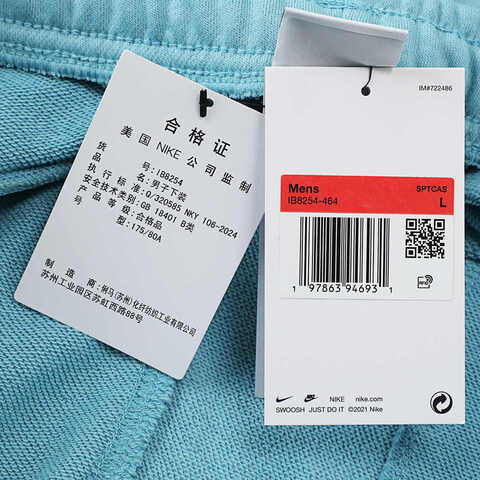 合格证
美国 NIKE 公司监制
货号: IB8254
品名: 男子下装
执行标准: Q/320585 NKY 106-2024
安全技术类别: GB 18401 B类
等级: 合格品
号型: 175/80A
制造商:
苏州工业园区苏虹西路88号
IM#722486
Mens
SPTCAS
IB8254-464
L
1 97863 94693 1
RFID
NIKE nike.com
SWOOSH JUST DO IT ©2021 Nike